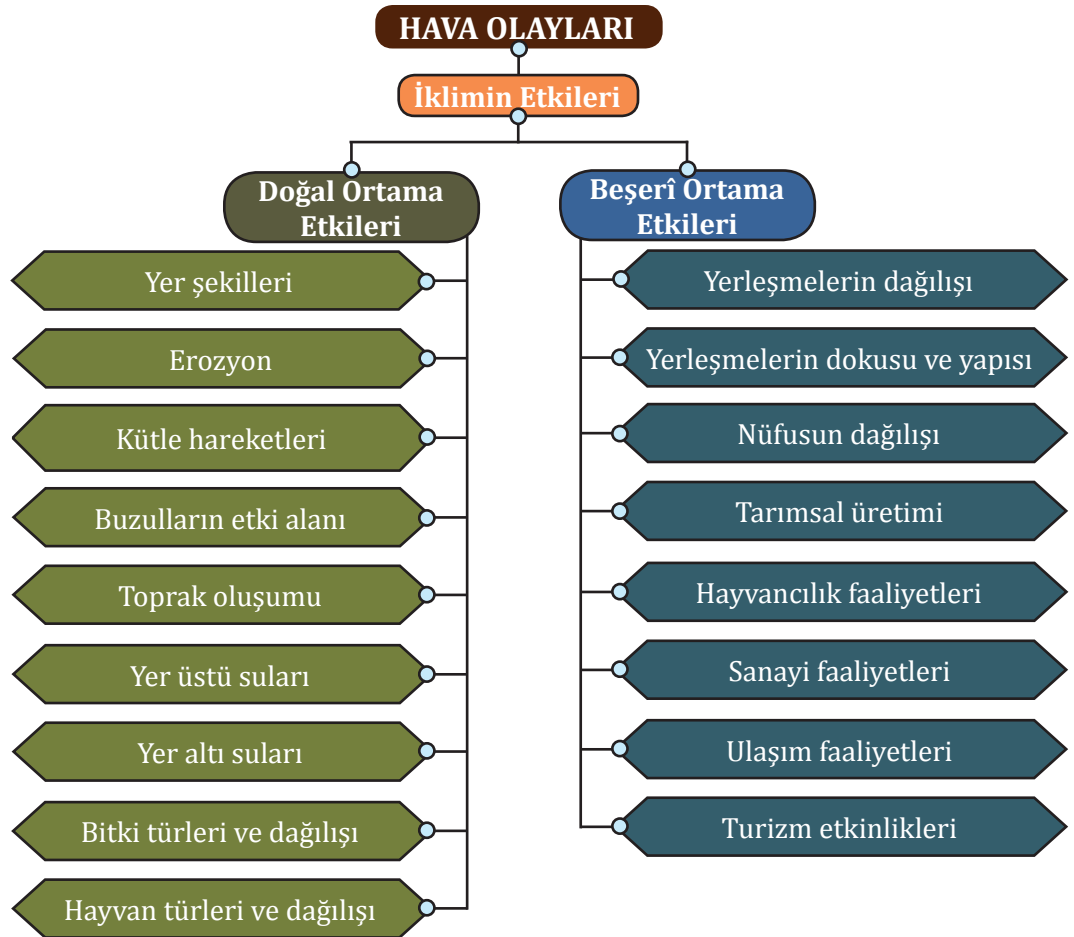 HAVA OLAYLARI
İklimin Etkileri
Doğal Ortama
Etkileri
Yer şekilleri
Erozyon
Kütle hareketleri
Buzulların etki alanı
Toprak oluşumu
Yer üstü suları
Yer altı suları
Bitki türleri ve dağılışı
Hayvan türleri ve dağılışı
Beşerî Ortama
Etkileri
Yerleşmelerin dağılışı
Yerleşmelerin dokusu ve yapısı
Nüfusun dağılışı
Tarımsal üretimi
Hayvancılık faaliyetleri
Sanayi faaliyetleri
Ulaşım faaliyetleri
Turizm etkinlikleri